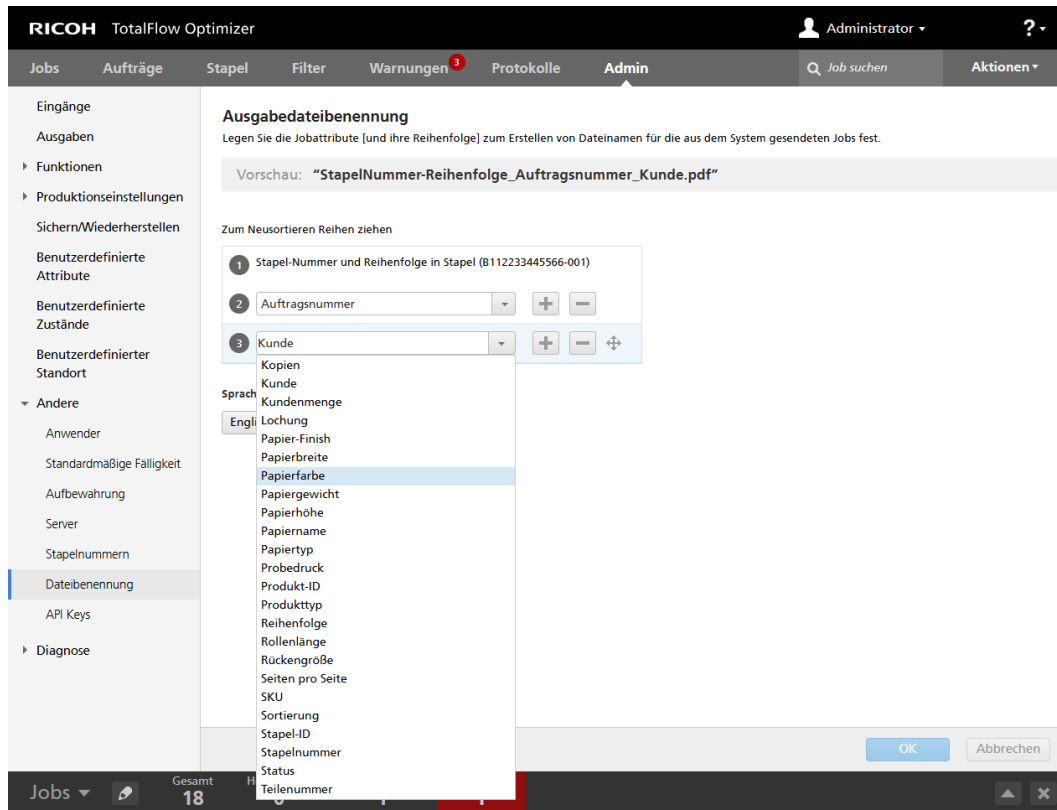 RICOH TotalFlow Optimizer
Administrator
?
Jobs Aufträge Stapel Filter Warnungen 3 Protokolle Admin
Job suchen
Aktionen
Eingänge
Ausgaben
Funktionen
Produktionseinstellungen
Sichern/Wiederherstellen
Benutzerdefinierte
Attribute
Benutzerdefinierte
Zustände
Benutzerdefinierter
Standort
Andere
Anwender
Standardmäßige Fälligkeit
Aufbewahrung
Server
Stapelnummern
Dateibenennung
API Keys
Diagnose
Ausgabedateibenennung
Legen Sie die Jobattribute [und ihre Reihenfolge] zum Erstellen von Dateinamen für die aus dem System gesendeten Jobs fest.
Vorschau: “StapelNummer-Reihenfolge_Auftragsnummer_Kunde.pdf”
Zum Neusortieren Reihen ziehen
1 Stapel-Nummer und Reihenfolge in Stapel (B112233445566-001)
2 Auftragsnummer
3 Kunde
Kopien
Kunde
Kundenmenge
Lochung
Papier-Finish
Papierbreite
Papierfarbe
Papiergewicht
Papierhöhe
Papiername
Papiertyp
Probedruck
Produkt-ID
Produkttyp
Reihenfolge
Rollenlänge
Rückengröße
Seiten pro Seite
SKU
Sortierung
Stapel-ID
Stapelnummer
Status
Teilenummer
Sprach
Engli
OK Abbrechen
Jobs
Gesamt
18